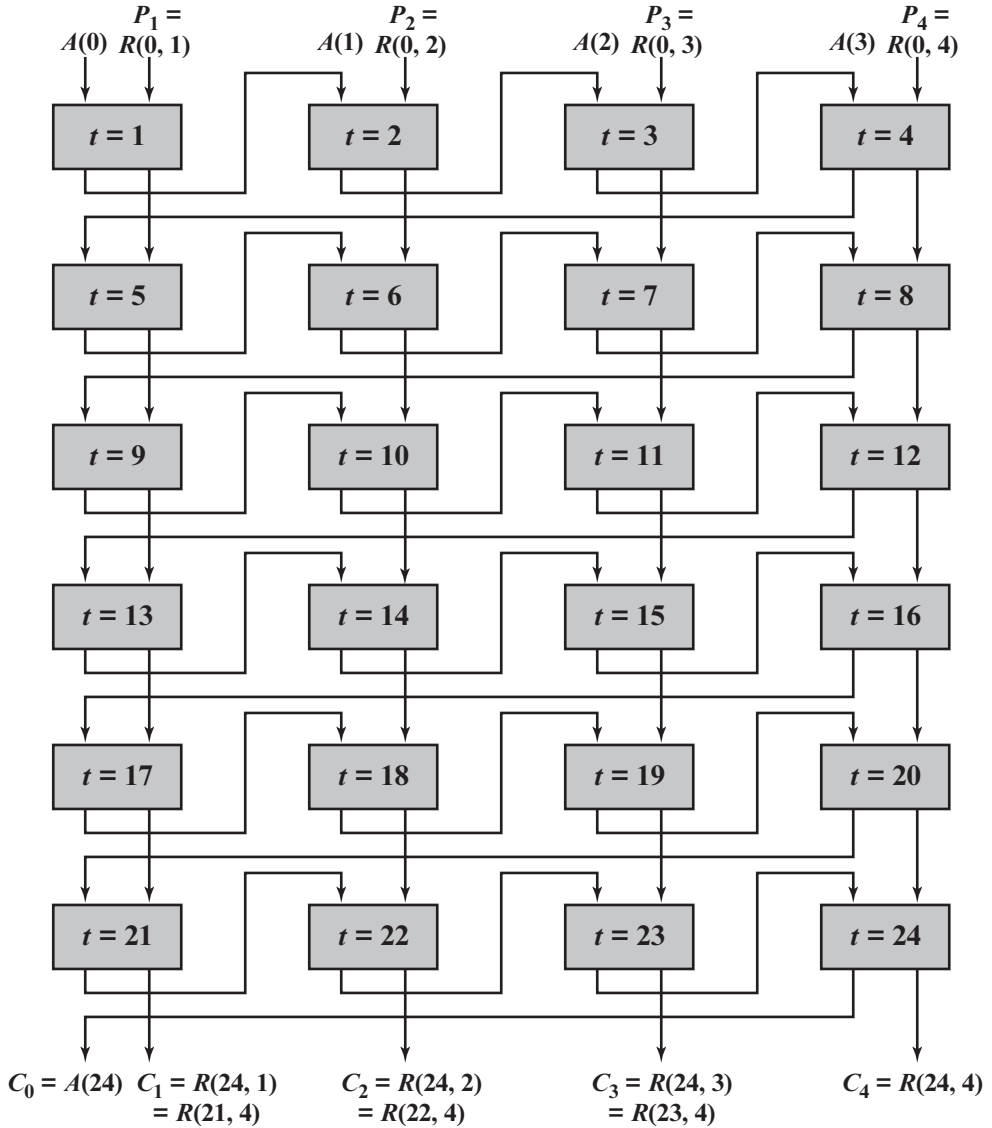 P₁ = P₂ = P₃ = P₄ =
A(0) R(0, 1) A(1) R(0, 2) A(2) R(0, 3) A(3) R(0, 4)
t = 1 t = 2 t = 3 t = 4
t = 5 t = 6 t = 7 t = 8
t = 9 t = 10 t = 11 t = 12
t = 13 t = 14 t = 15 t = 16
t = 17 t = 18 t = 19 t = 20
t = 21 t = 22 t = 23 t = 24
C₀ = A(24) C₁ = R(24, 1) C₂ = R(24, 2) C₃ = R(24, 3) C₄ = R(24, 4)
= R(21, 4) = R(22, 4) = R(23, 4)